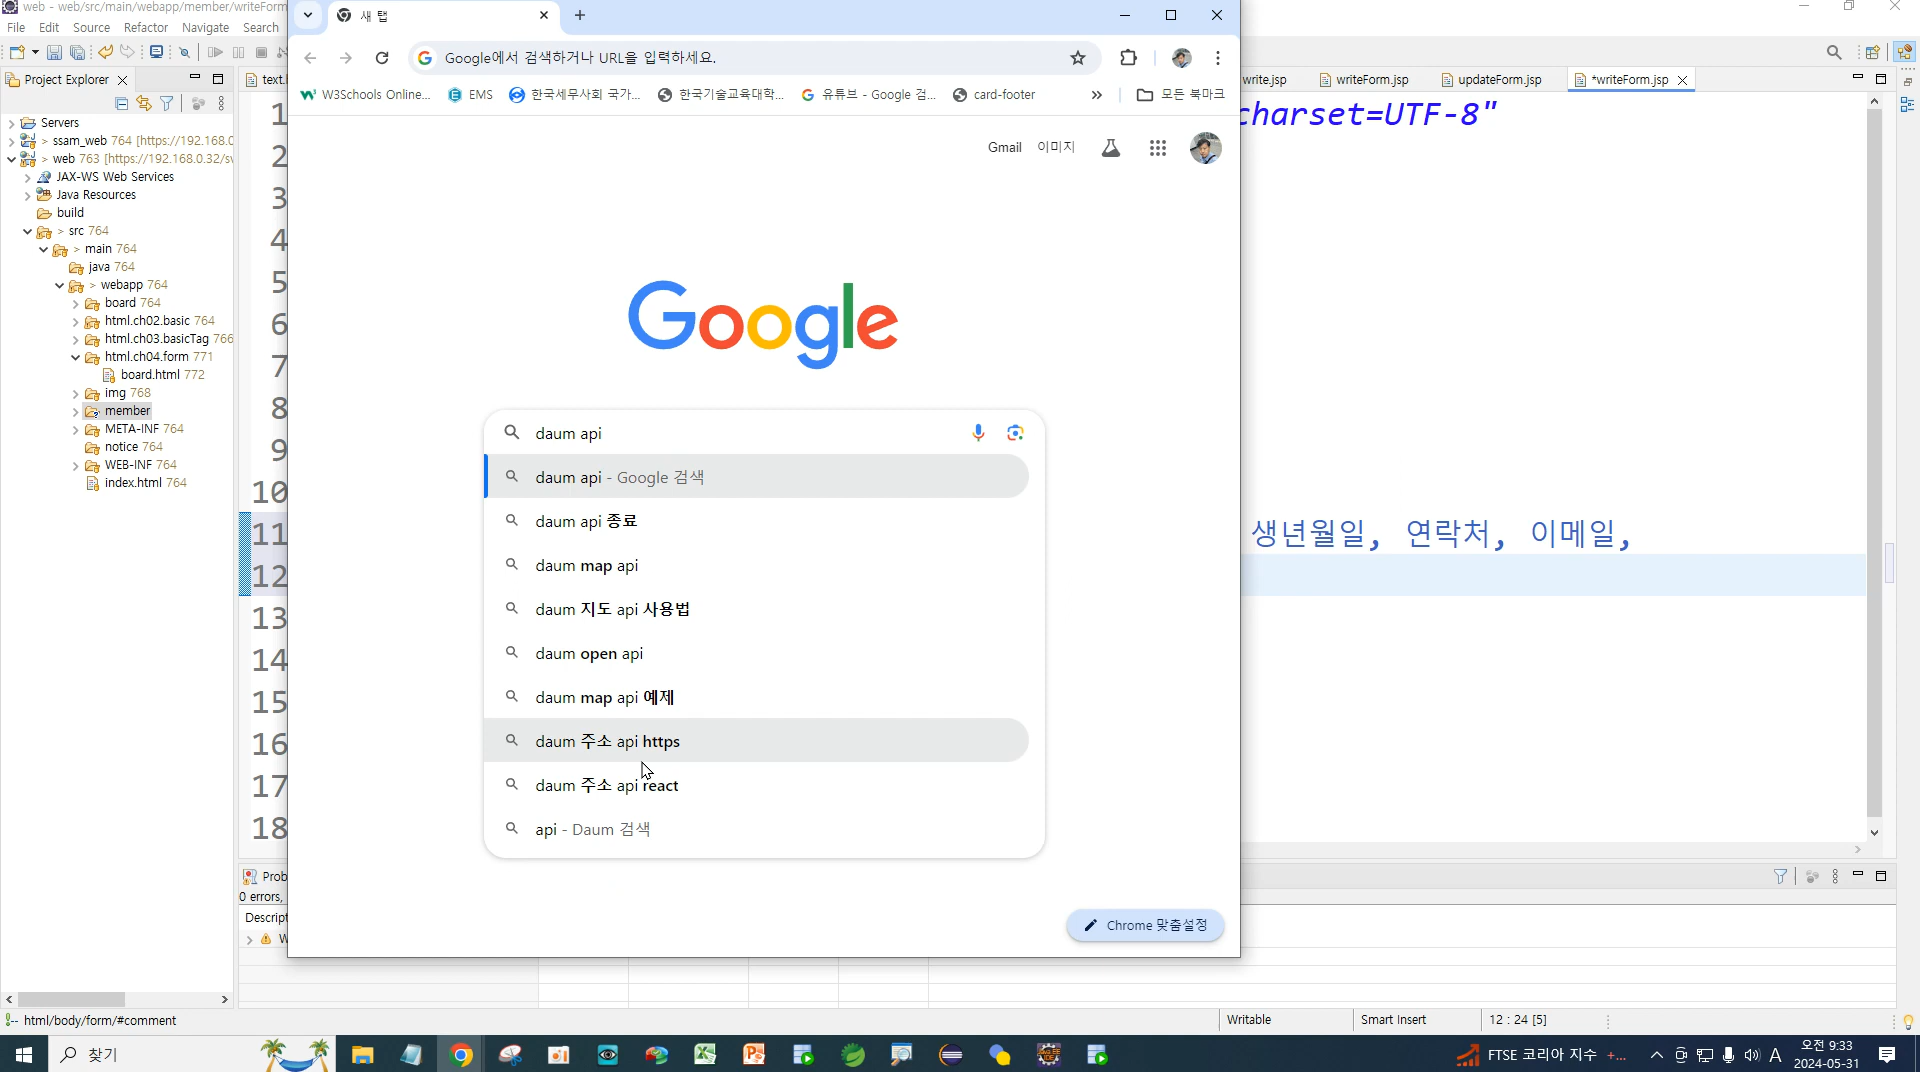 web - web/src/main/webapp/member/writeForm
File Edit Source Refactor Navigate Search
Project Explorer
Servers
ssam_web 764 [https://192.168.0
web 763 [https://192.168.0.32/sv
JAX-WS Web Services
Java Resources
build
src 764
main 764
java 764
webapp 764
board 764
html.ch02.basic 764
html.ch03.basicTag 766
html.ch04.form 771
board.html 772
img 768
member
META-INF 764
notice 764
WEB-INF 764
index.html 764
text.
1
2
3
4
5
6
7
8
9
10
11
12
13
14
15
16
17
18
새 탭
Google에서 검색하거나 URL을 입력하세요.
W3Schools Online...
EMS
한국세무사회 국가...
한국기술교육대학...
유튜브 - Google 검...
card-footer
»
모든 북마크
Gmail 이미지
Google
daum api
daum api - Google 검색
daum api 종료
daum map api
daum 지도 api 사용법
daum open api
daum map api 예제
daum 주소 api https
daum 주소 api react
api - Daum 검색
Chrome 맞춤설정
write.jsp writeForm.jsp updateForm.jsp *writeForm.jsp
charset=UTF-8"
생년월일, 연락처, 이메일,
Prob
0 errors,
Descript
W
html/body/form/#comment
Writable
Smart Insert
12 : 24 [5]
찾기
FTSE 코리아 지수 +...
A
오전 9:33
2024-05-31